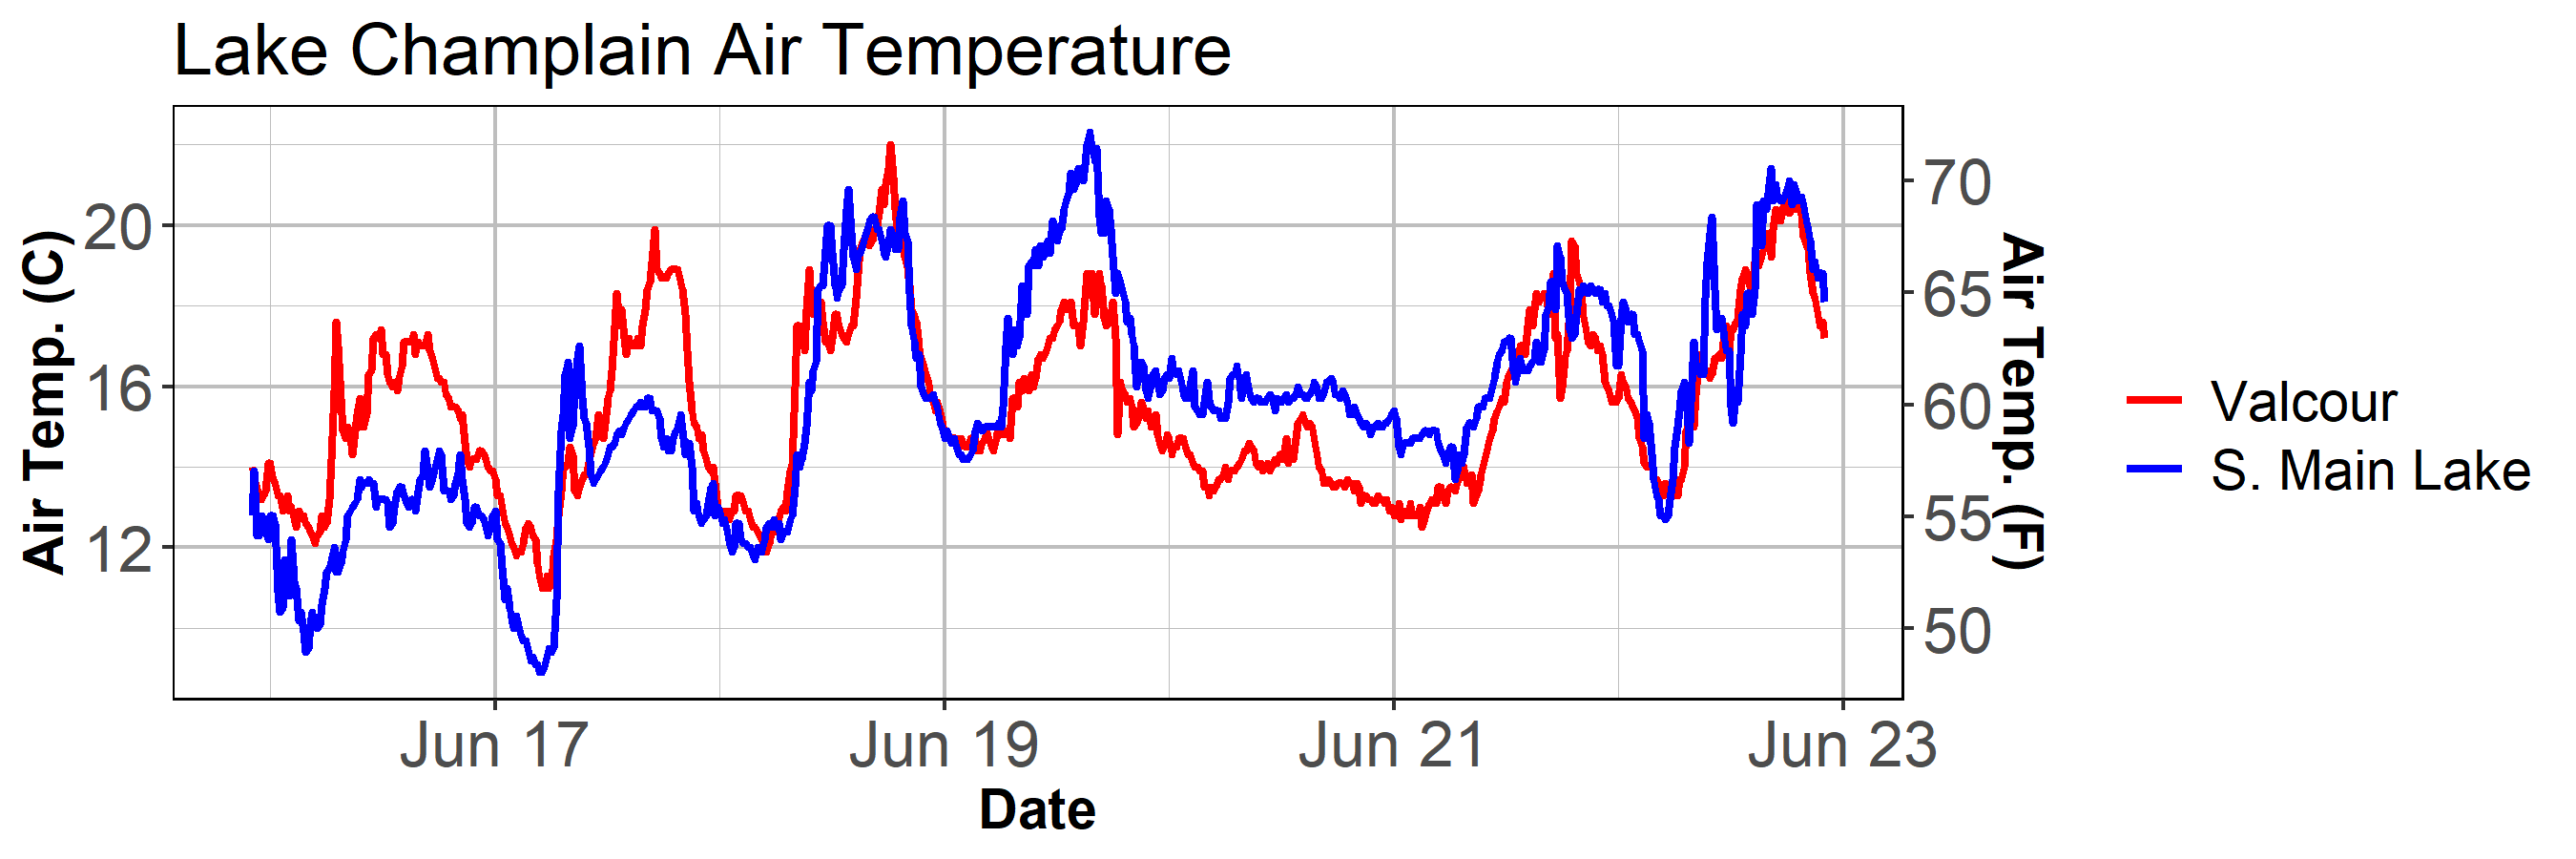 Lake Champlain Air Temperature
Air Temp. (C)
20
16
12
70
65
60
55
50
Air Temp. (F)
Valcour
S. Main Lake
Jun 17
Jun 19
Jun 21
Jun 23
Date